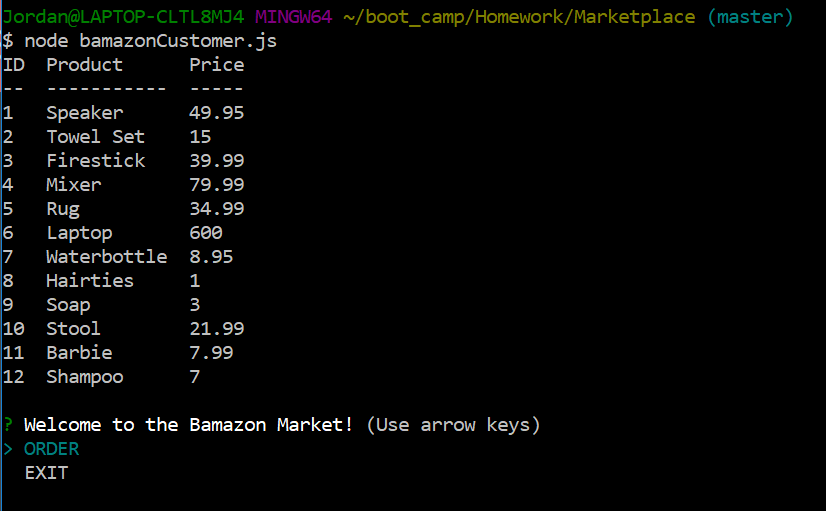 Jordan@LAPTOP-CLTL8MJ4 MINGW64 ~/boot_camp/Homework/Marketplace (master)
$ node bamazonCustomer.js
ID  Product      Price
--  -----------  -----
1   Speaker      49.95
2   Towel Set    15
3   Firestick    39.99
4   Mixer        79.99
5   Rug          34.99
6   Laptop       600
7   Waterbottle  8.95
8   Hairties     1
9   Soap         3
10  Stool        21.99
11  Barbie       7.99
12  Shampoo      7
? Welcome to the Bamazon Market! (Use arrow keys)
> ORDER
  EXIT